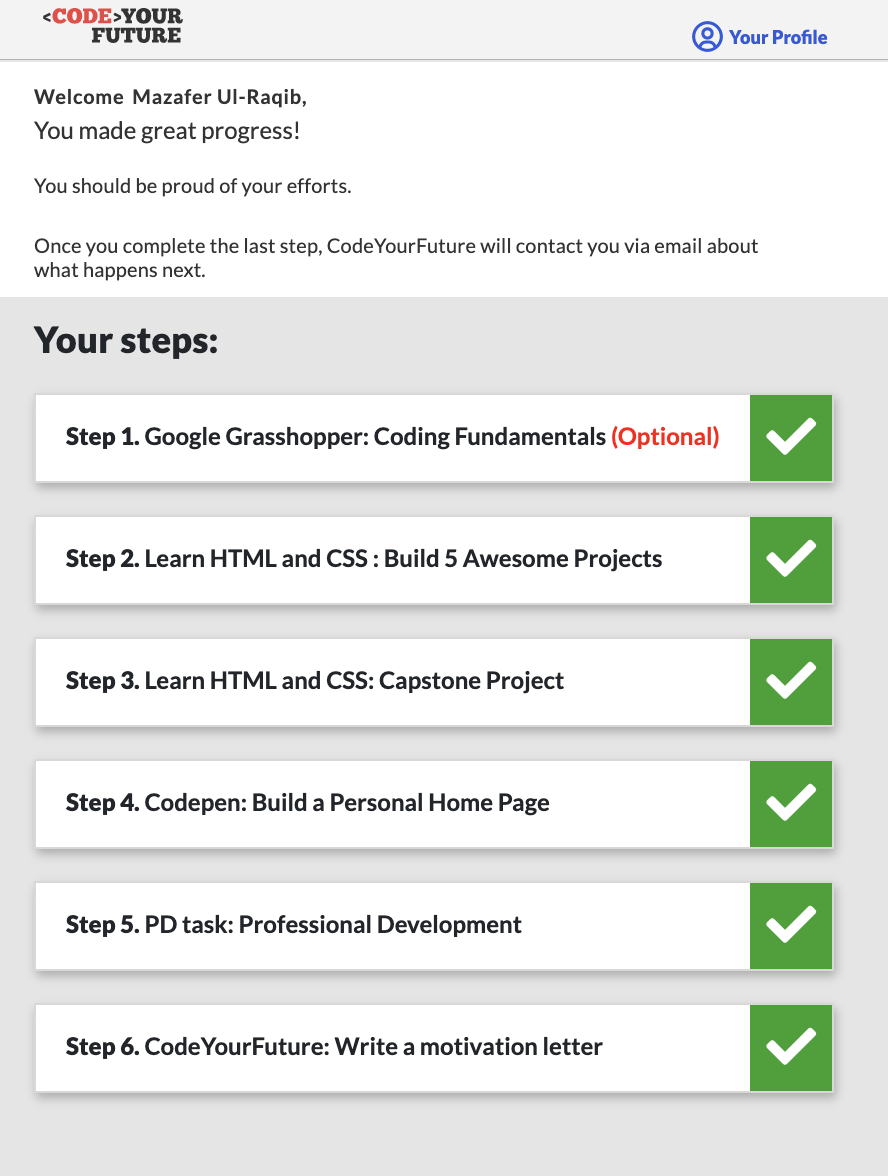 <CODE>YOUR
FUTURE
Your Profile
Welcome Mazafer Ul-Raqib,
You made great progress!
You should be proud of your efforts.
Once you complete the last step, CodeYourFuture will contact you via email about
what happens next.
Your steps:
Step 1. Google Grasshopper: Coding Fundamentals (Optional)
Step 2. Learn HTML and CSS : Build 5 Awesome Projects
Step 3. Learn HTML and CSS: Capstone Project
Step 4. Codepen: Build a Personal Home Page
Step 5. PD task: Professional Development
Step 6. CodeYourFuture: Write a motivation letter